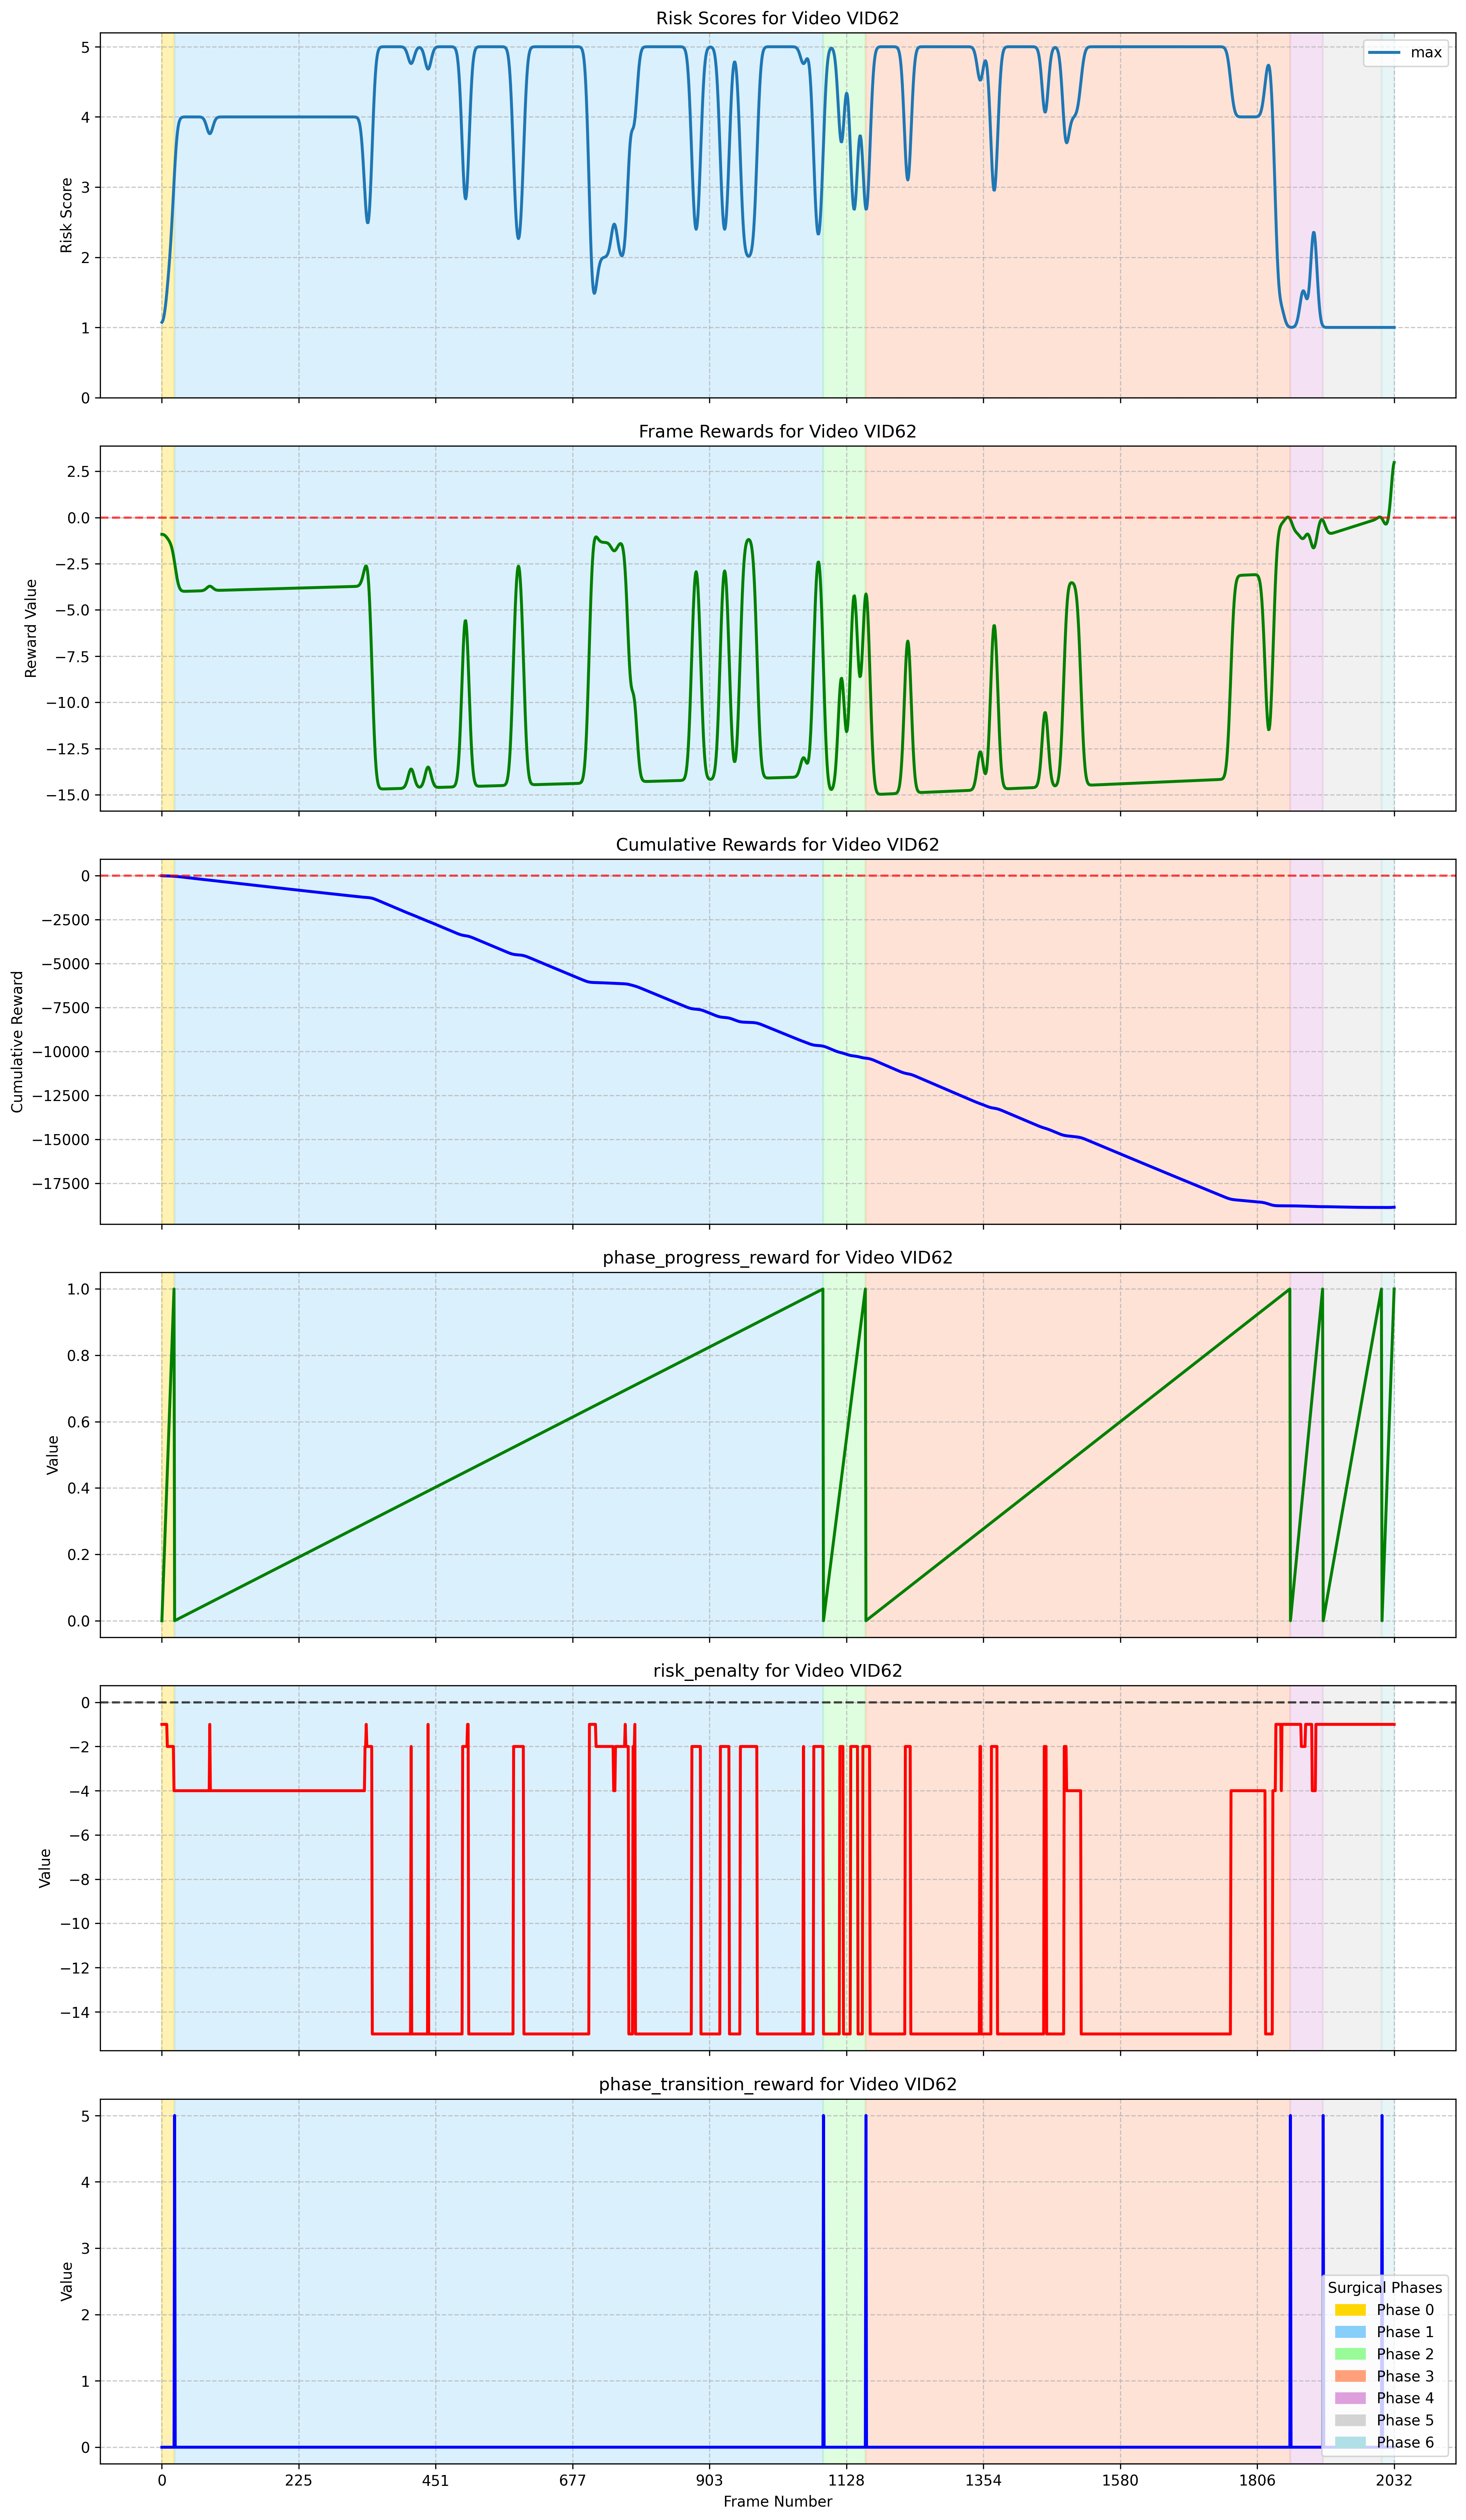 Risk Scores for Video VID62
5
4
3
2
1
0
Risk Score
max
Frame Rewards for Video VID62
2.5
0.0
−2.5
−5.0
−7.5
−10.0
−12.5
−15.0
Reward Value
Cumulative Rewards for Video VID62
0
−2500
−5000
−7500
−10000
−12500
−15000
−17500
Cumulative Reward
phase_progress_reward for Video VID62
1.0
0.8
0.6
0.4
0.2
0.0
Value
risk_penalty for Video VID62
0
−2
−4
−6
−8
−10
−12
−14
Value
phase_transition_reward for Video VID62
5
4
3
2
1
0
Value
Surgical Phases
Phase 0
Phase 1
Phase 2
Phase 3
Phase 4
Phase 5
Phase 6
0 225 451 677 903 1128 1354 1580 1806 2032
Frame Number